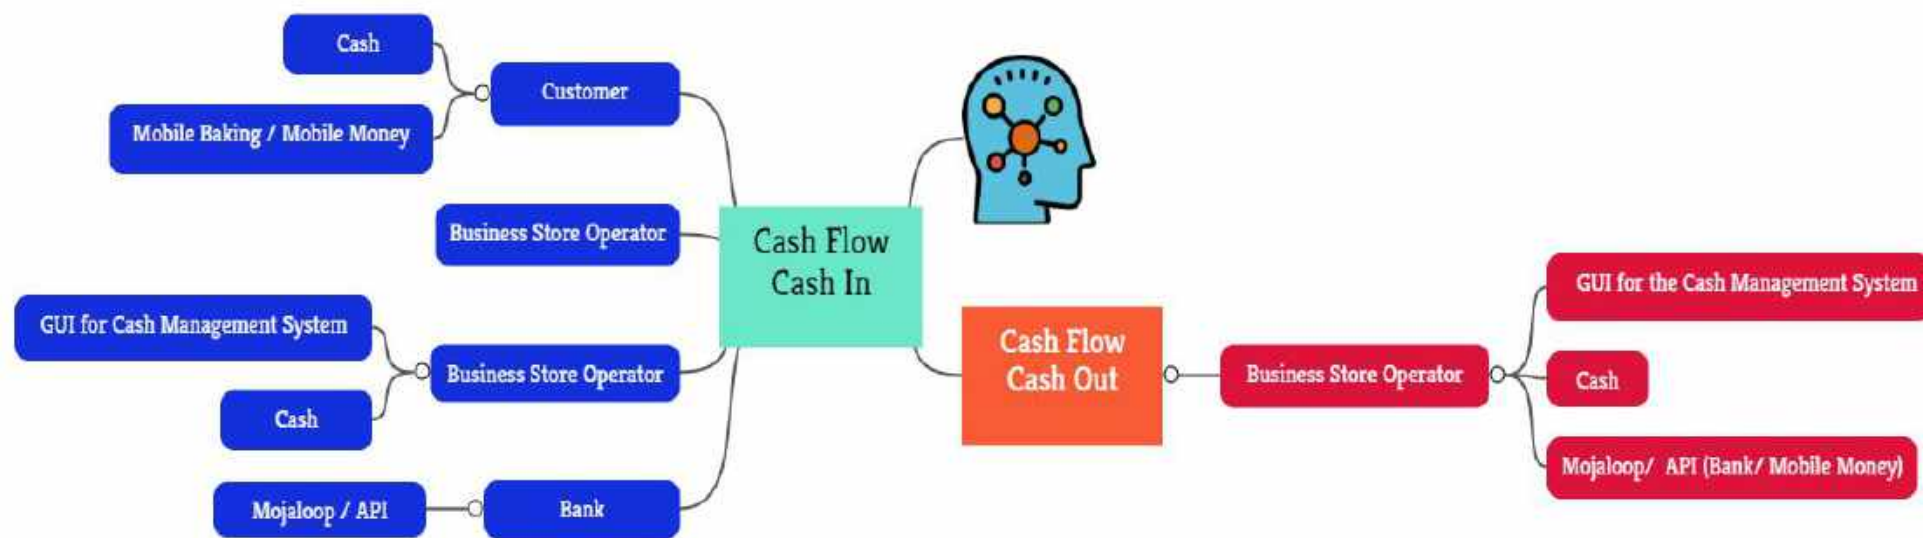 Cash
Customer
Mobile Baking / Mobile Money
Business Store Operator
Cash Flow
Cash In
GUI for Cash Management System
Business Store Operator
Cash
Mojaloop / API
Bank
Cash Flow
Cash Out
Business Store Operator
GUI for the Cash Management System
Cash
Mojaloop/ API (Bank/ Mobile Money)